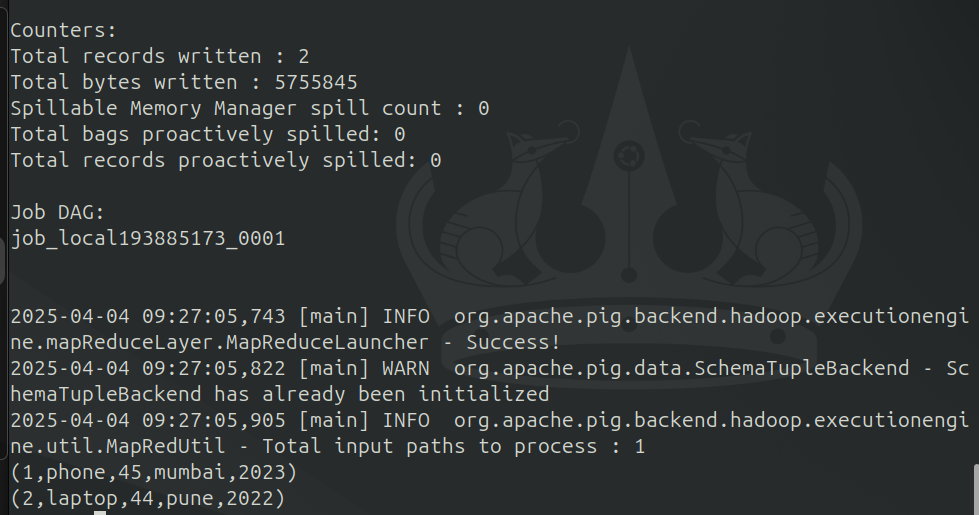 Counters:
Total records written : 2
Total bytes written : 5755845
Spillable Memory Manager spill count : 0
Total bags proactively spilled: 0
Total records proactively spilled: 0
Job DAG:
job_local193885173_0001
2025-04-04 09:27:05,743 [main] INFO  org.apache.pig.backend.hadoop.executionengi
ne.mapReduceLayer.MapReduceLauncher - Success!
2025-04-04 09:27:05,822 [main] WARN  org.apache.pig.data.SchemaTupleBackend - Sc
hemaTupleBackend has already been initialized
2025-04-04 09:27:05,905 [main] INFO  org.apache.pig.backend.hadoop.executionengi
ne.util.MapRedUtil - Total input paths to process : 1
(1,phone,45,mumbai,2023)
(2,laptop,44,pune,2022)